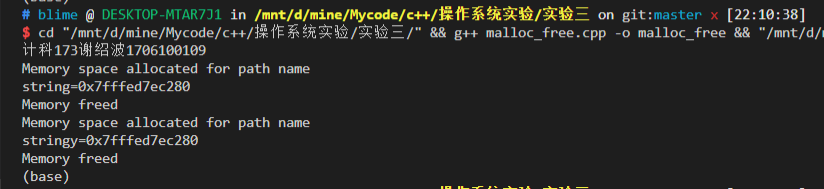 (base)
# blime @ DESKTOP-MTAR7J1 in /mnt/d/mine/Mycode/c++/操作系统实验/实验三 on git:master x [22:10:38]
$ cd "/mnt/d/mine/Mycode/c++/操作系统实验/实验三/" && g++ malloc_free.cpp -o malloc_free && "/mnt/d/
计科173谢绍波1706100109
Memory space allocated for path name
string=0x7fffed7ec280
Memory freed
Memory space allocated for path name
stringy=0x7fffed7ec280
Memory freed
(base)